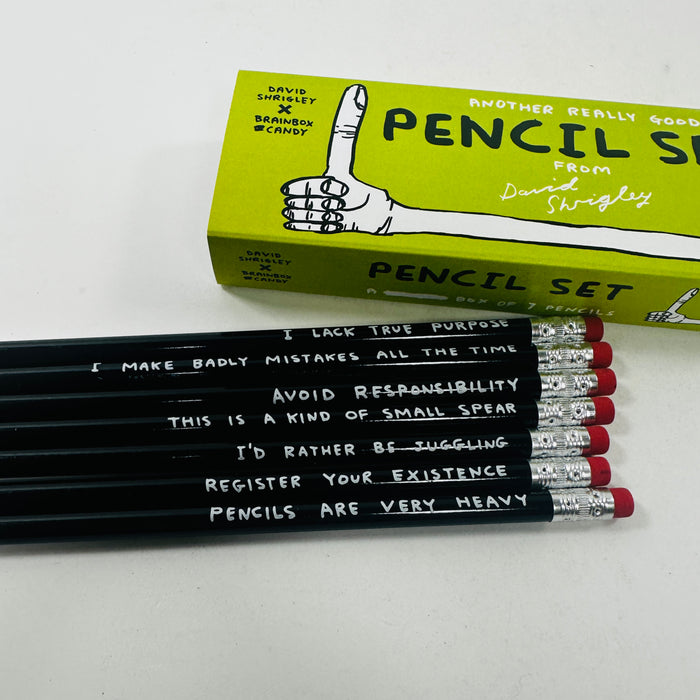 DAVID
SHRIGLEY
X
BRAINBOX
CANDY
ANOTHER REALLY GOOD
PENCIL
FROM
David
Shrigley
DAVID
SHRIGLEY
X
BRAINBOX
CANDY
PENCIL SET
A BOX OF 7 PENCILS
I LACK TRUE PURPOSE
I MAKE BADLY MISTAKES ALL THE TIME
AVOID RESPONSIBILITY
THIS IS A KIND OF SMALL SPEAR
I'D RATHER BE JUGGLING
REGISTER YOUR EXISTENCE
PENCILS ARE VERY HEAVY